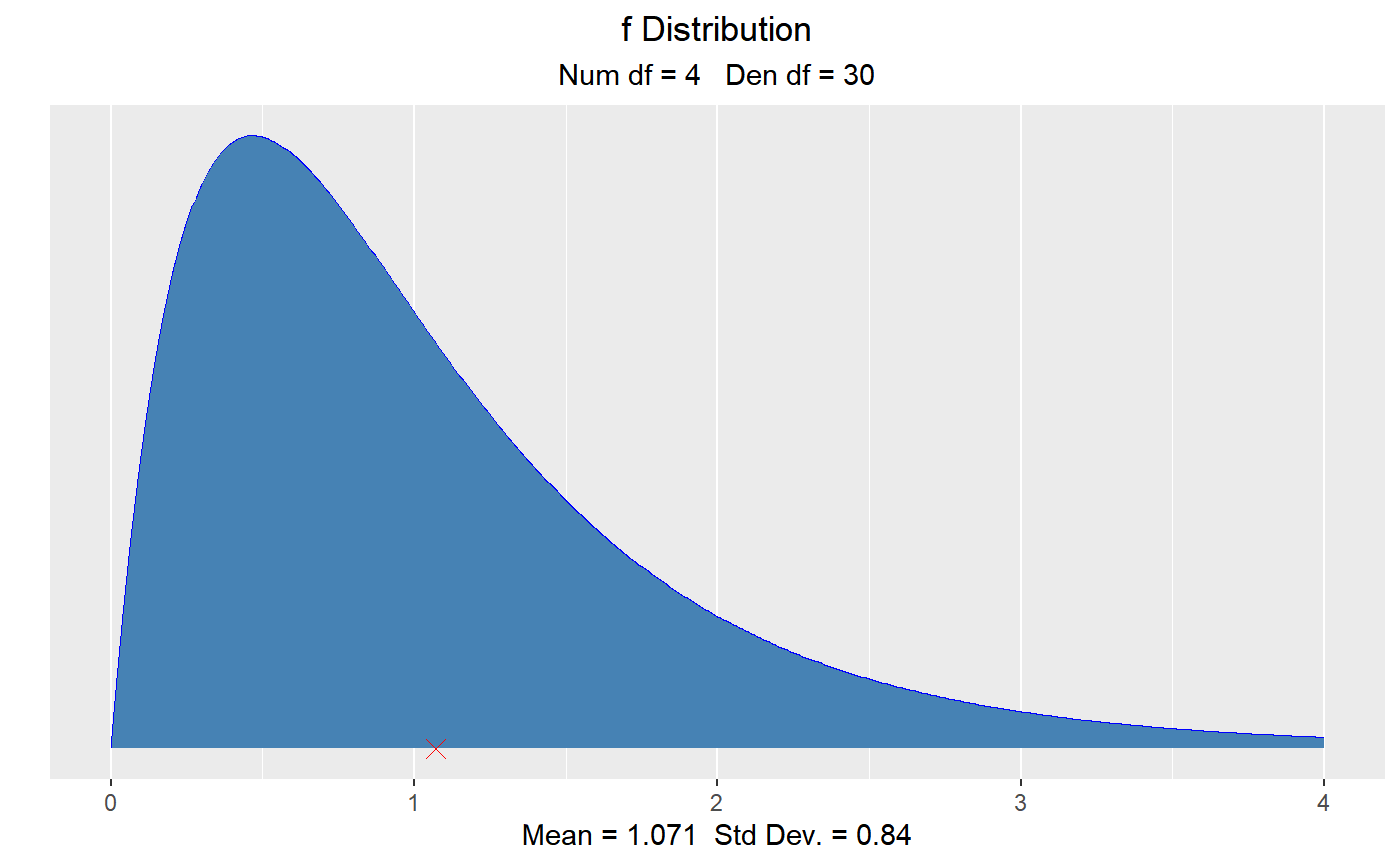 f Distribution
Num df = 4 Den df = 30
0 1 2 3 4
Mean = 1.071 Std Dev. = 0.84